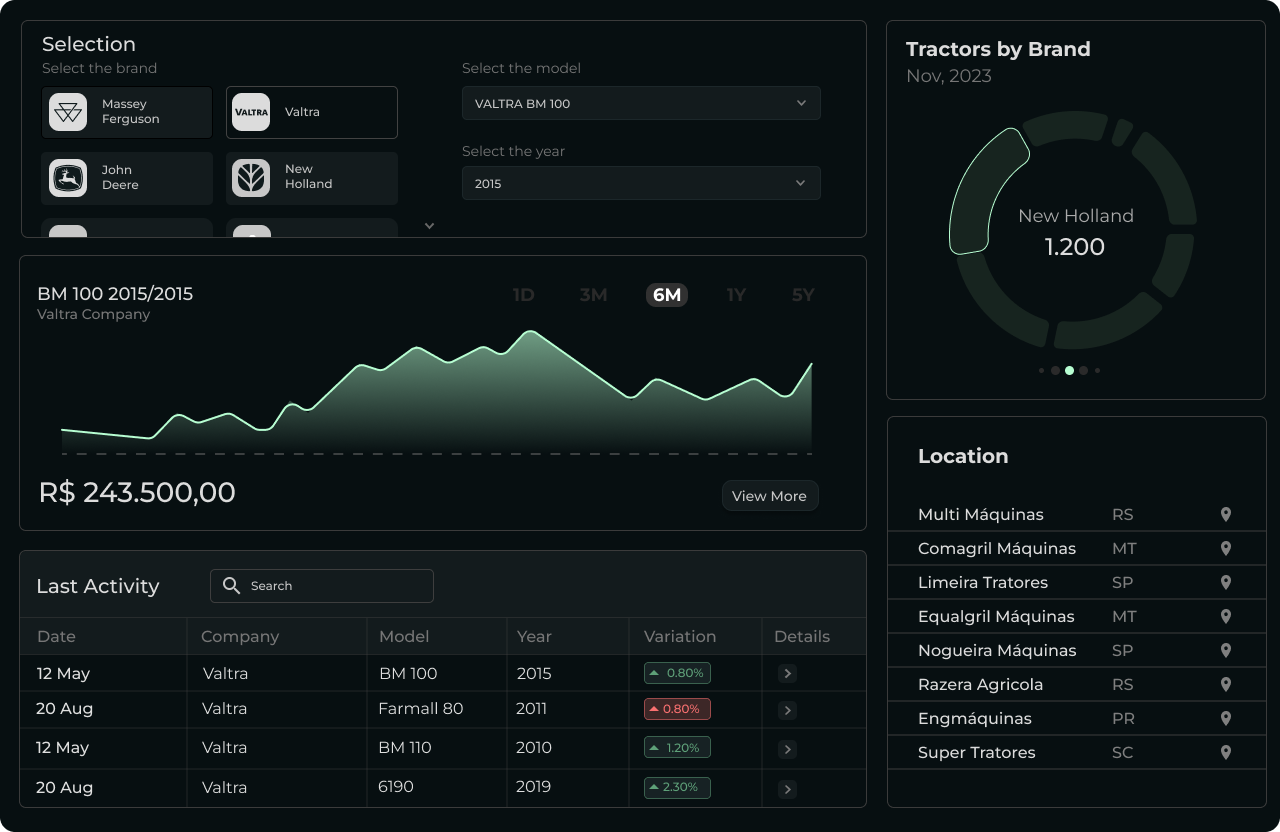 Selection
Select the brand
Massey
Ferguson
VALTRA
Valtra
John
Deere
New
Holland
Select the model
VALTRA BM 100
Select the year
2015
Tractors by Brand
Nov, 2023
New Holland
1.200
BM 100 2015/2015
Valtra Company
1D 3M 6M 1Y 5Y
R$ 243.500,00
View More
Location
Multi Máquinas RS
Comagril Máquinas MT
Limeira Tratores SP
Equalgril Máquinas MT
Nogueira Máquinas SP
Razera Agricola RS
Engmáquinas PR
Super Tratores SC
Last Activity
Search
Date Company Model Year Variation Details
12 May Valtra BM 100 2015 0.80%
20 Aug Valtra Farmall 80 2011 0.80%
12 May Valtra BM 110 2010 1.20%
20 Aug Valtra 6190 2019 2.30%